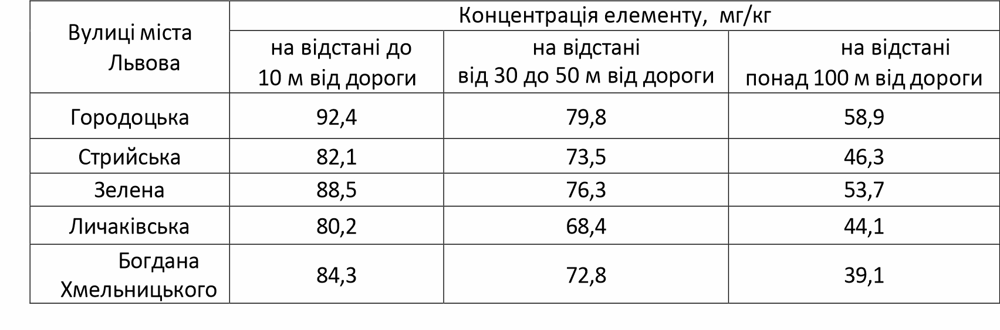 Вулиці міста
Львова
Концентрація елементу, мг/кг
на відстані до
10 м від дороги
на відстані
від 30 до 50 м від дороги
на відстані
понад 100 м від дороги
Городоцька 92,4 79,8 58,9
Стрийська 82,1 73,5 46,3
Зелена 88,5 76,3 53,7
Личаківська 80,2 68,4 44,1
Богдана
Хмельницького 84,3 72,8 39,1